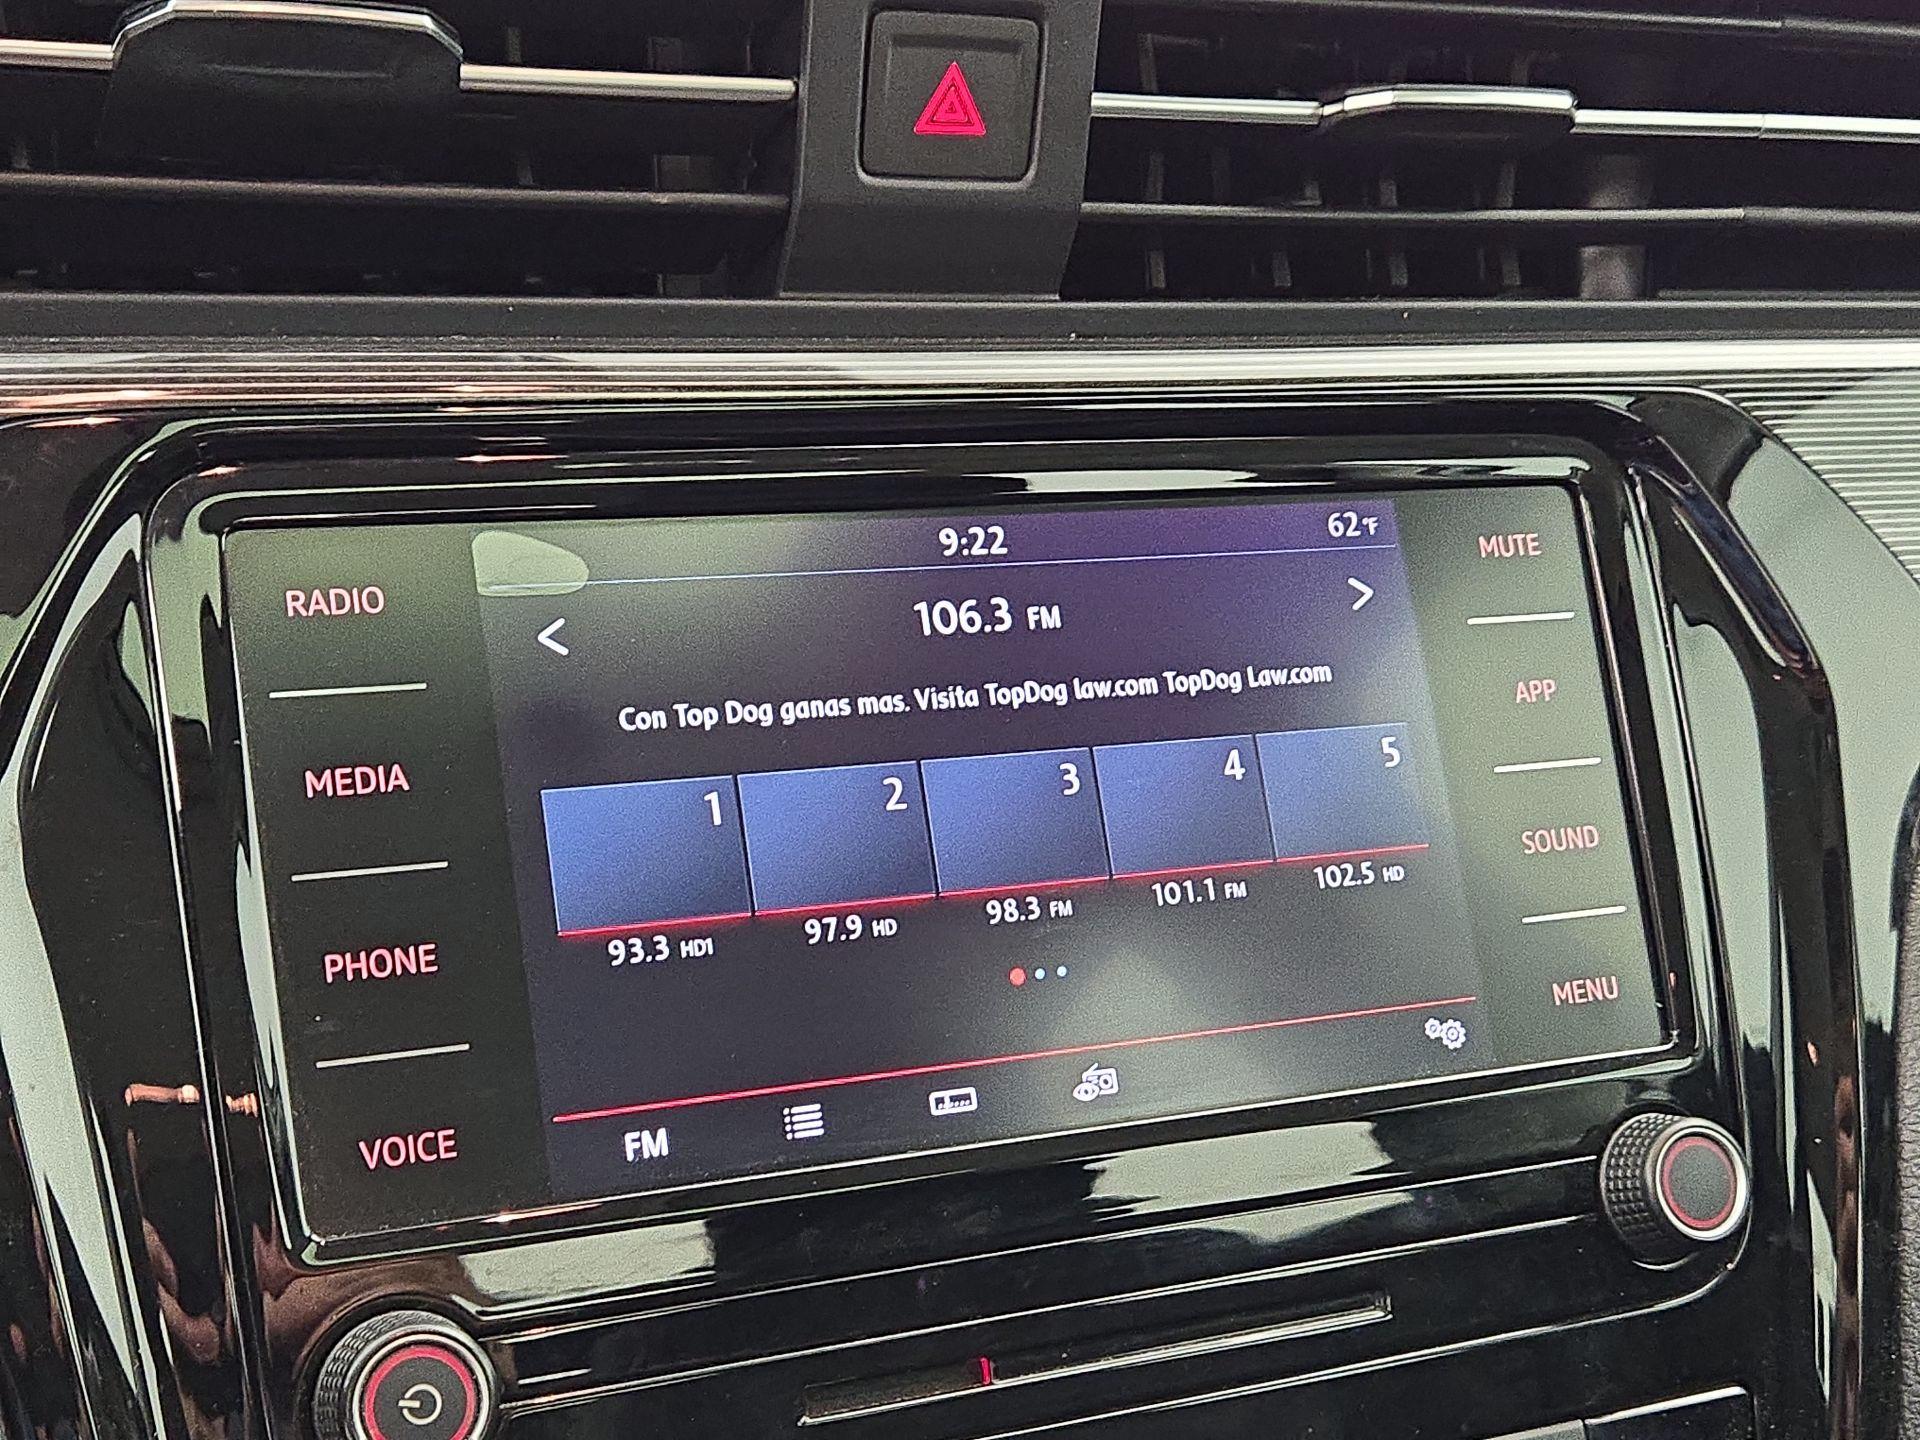 9:22
62°F
MUTE
RADIO
106.3 FM
APP
Con Top Dog ganas mas. Visita TopDog law.com TopDog Law.com
MEDIA
1 2 3 4 5
SOUND
93.3 HD1 97.9 HD 98.3 FM 101.1 FM 102.5 HD
PHONE
MENU
VOICE
FM